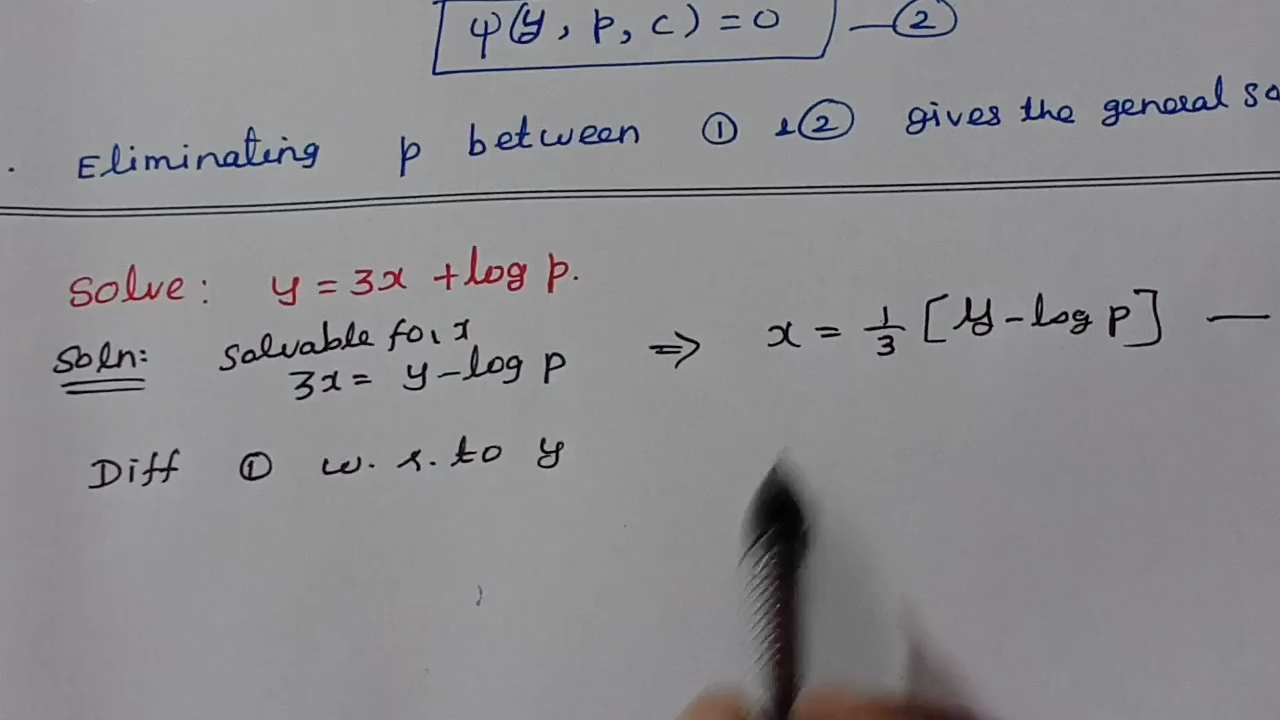 ψ(y, p, c) = 0 — ②
Eliminating p between ① & ② gives the general
Solve: y = 3x + log p.
Soln: Solvable for x
3x = y - log p ⇒ x = 1/3 [y - log p] —
Diff ① w.r.to y